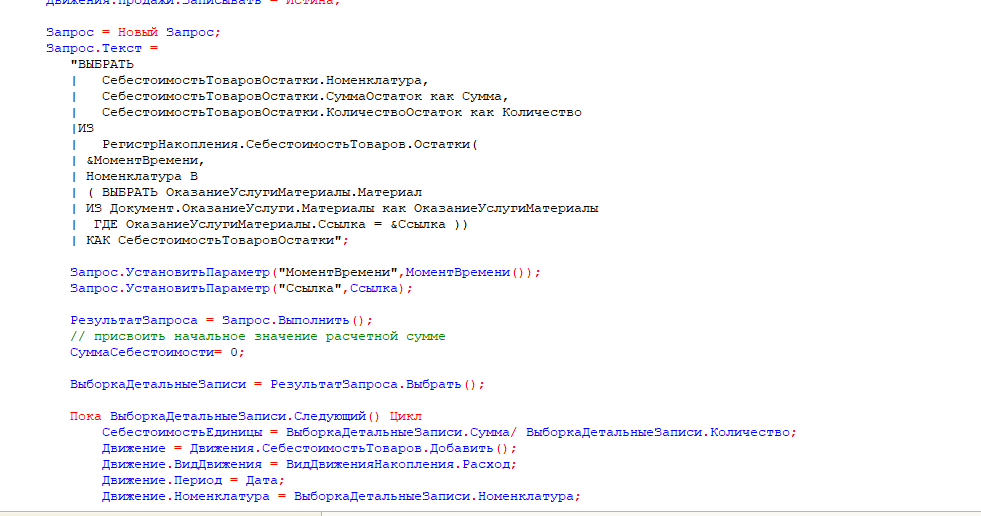 Движения.Продажи.Записывать = Истина;
Запрос = Новый Запрос;
Запрос.Текст =
"ВЫБРАТЬ
|   СебестоимостьТоваровОстатки.Номенклатура,
|   СебестоимостьТоваровОстатки.СуммаОстаток как Сумма,
|   СебестоимостьТоваровОстатки.КоличествоОстаток как Количество
|ИЗ
|   РегистрНакопления.СебестоимостьТоваров.Остатки(
| &МоментВремени,
| Номенклатура В
| ( ВЫБРАТЬ ОказаниеУслугиМатериалы.Материал
| ИЗ Документ.ОказаниеУслуги.Материалы как ОказаниеУслугиМатериалы
|  ГДЕ ОказаниеУслугиМатериалы.Ссылка = &Ссылка ))
| КАК СебестоимостьТоваровОстатки";
Запрос.УстановитьПараметр("МоментВремени",МоментВремени());
Запрос.УстановитьПараметр("Ссылка",Ссылка);
РезультатЗапроса = Запрос.Выполнить();
// присвоить начальное значение расчетной сумме
СуммаСебестоимости= 0;
ВыборкаДетальныеЗаписи = РезультатЗапроса.Выбрать();
Пока ВыборкаДетальныеЗаписи.Следующий() Цикл
СебестоимостьЕдиницы = ВыборкаДетальныеЗаписи.Сумма/ ВыборкаДетальныеЗаписи.Количество;
Движение = Движения.СебестоимостьТоваров.Добавить();
Движение.ВидДвижения = ВидДвиженияНакопления.Расход;
Движение.Период = Дата;
Движение.Номенклатура = ВыборкаДетальныеЗаписи.Номенклатура;